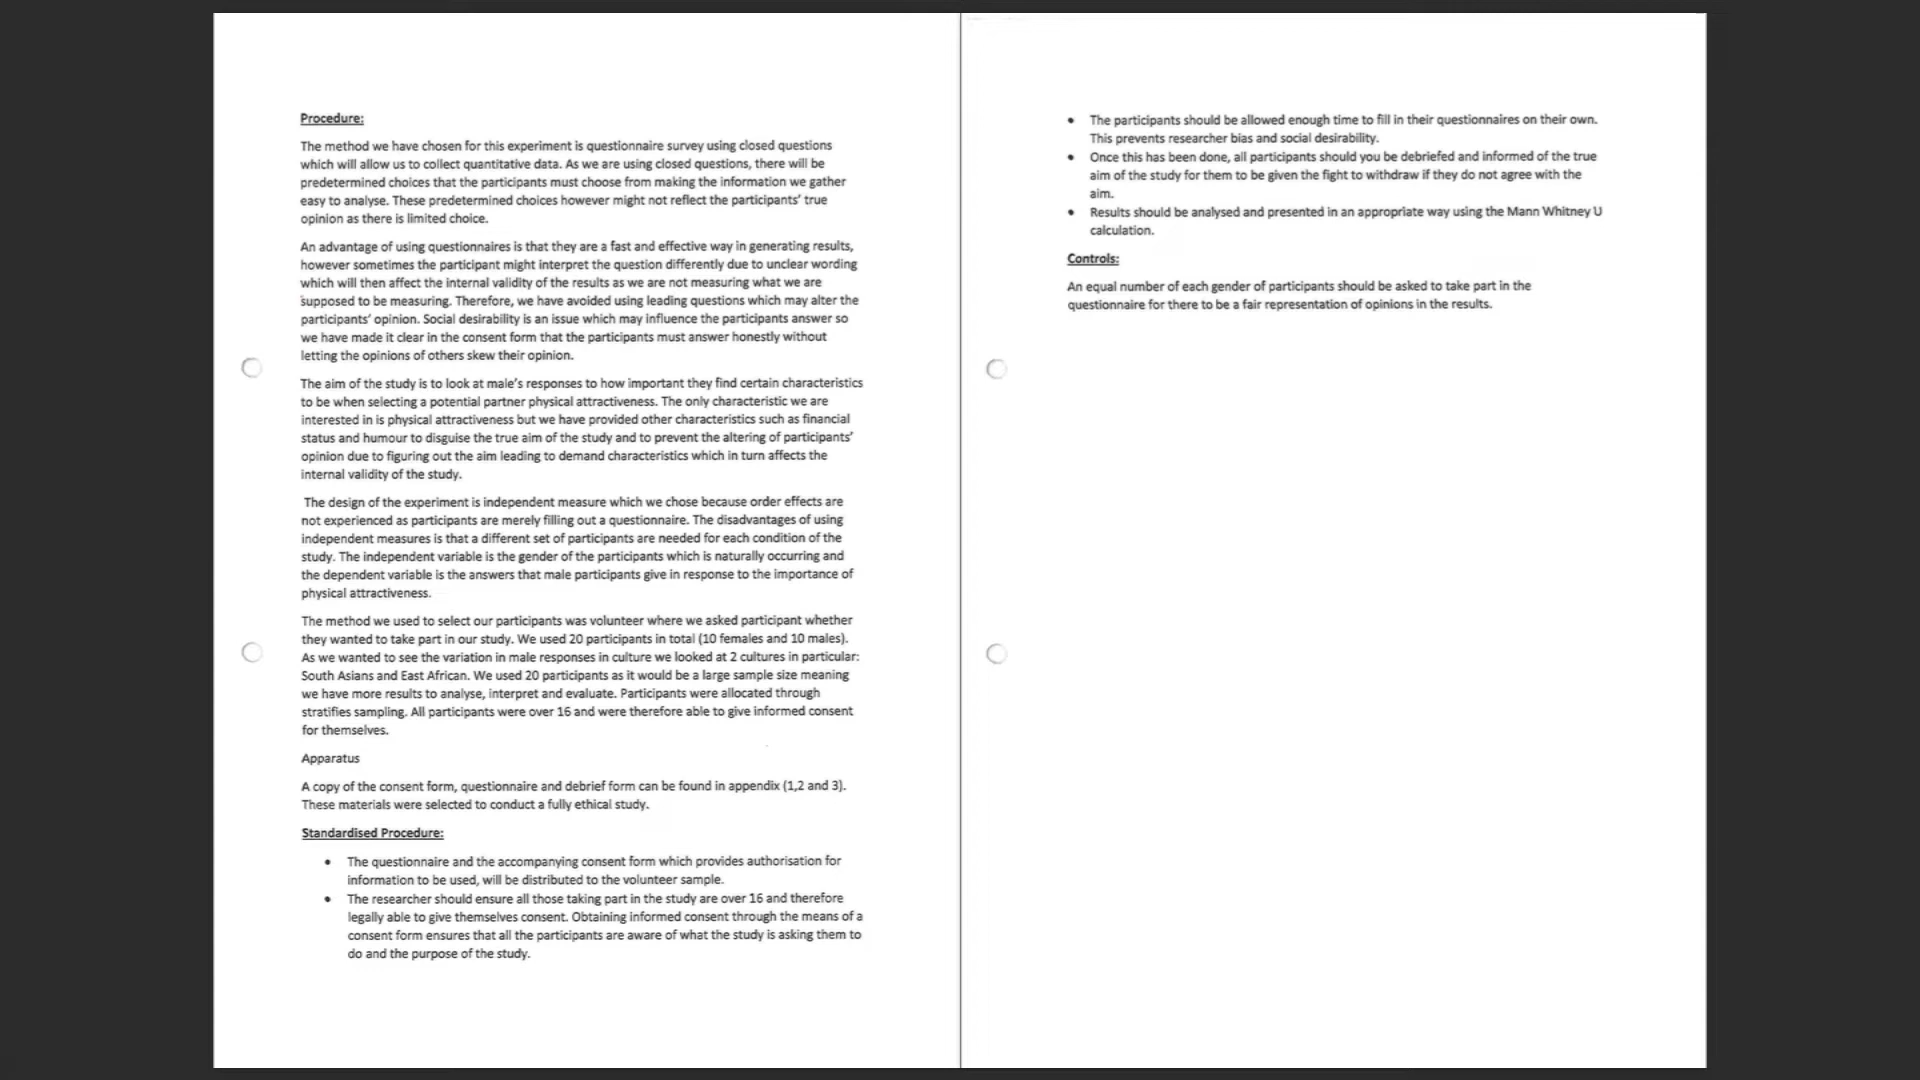 Procedure:
The method we have chosen for this experiment is questionnaire survey using closed questions
which will allow us to collect quantitative data. As we are using closed questions, there will be
predetermined choices that the participants must choose from making the information we gather
easy to analyse. These predetermined choices however might not reflect the participants' true
opinion as there is limited choice.
An advantage of using questionnaires is that they are a fast and effective way in generating results,
however sometimes the participant might interpret the question differently due to unclear wording
which will then affect the internal validity of the results as we are not measuring what we are
supposed to be measuring. Therefore, we have avoided using leading questions which may alter the
participants' opinion. Social desirability is an issue which may influence the participants answer so
we have made it clear in the consent form that the participants must answer honestly without
letting the opinions of others skew their opinion.
The aim of the study is to look at male's responses to how important they find certain characteristics
to be when selecting a potential partner physical attractiveness. The only characteristic we are
interested in is physical attractiveness but we have provided other characteristics such as financial
status and humour to disguise the true aim of the study and to prevent the altering of participants'
opinion due to figuring out the aim leading to demand characteristics which in turn affects the
internal validity of the study.
The design of the experiment is independent measure which we chose because order effects are
not experienced as participants are merely filling out a questionnaire. The disadvantages of using
independent measures is that a different set of participants are needed for each condition of the
study. The independent variable is the gender of the participants which is naturally occurring and
the dependent variable is the answers that male participants give in response to the importance of
physical attractiveness.
The method we used to select our participants was volunteer where we asked participant whether
they wanted to take part in our study. We used 20 participants in total (10 females and 10 males).
As we wanted to see the variation in male responses in culture we looked at 2 cultures in particular:
South Asians and East African. We used 20 participants as it would be a large sample size meaning
we have more results to analyse, interpret and evaluate. Participants were allocated through
stratifies sampling. All participants were over 16 and were therefore able to give informed consent
for themselves.
Apparatus
A copy of the consent form, questionnaire and debrief form can be found in appendix (1,2 and 3).
These materials were selected to conduct a fully ethical study.
Standardised Procedure:
• The questionnaire and the accompanying consent form which provides authorisation for
information to be used, will be distributed to the volunteer sample.
• The researcher should ensure all those taking part in the study are over 16 and therefore
legally able to give themselves consent. Obtaining informed consent through the means of a
consent form ensures that all the participants are aware of what the study is asking them to
do and the purpose of the study.
• The participants should be allowed enough time to fill in their questionnaires on their own.
This prevents researcher bias and social desirability.
• Once this has been done, all participants should you be debriefed and informed of the true
aim of the study for them to be given the fight to withdraw if they do not agree with the
aim.
• Results should be analysed and presented in an appropriate way using the Mann Whitney U
calculation.
Controls:
An equal number of each gender of participants should be asked to take part in the
questionnaire for there to be a fair representation of opinions in the results.